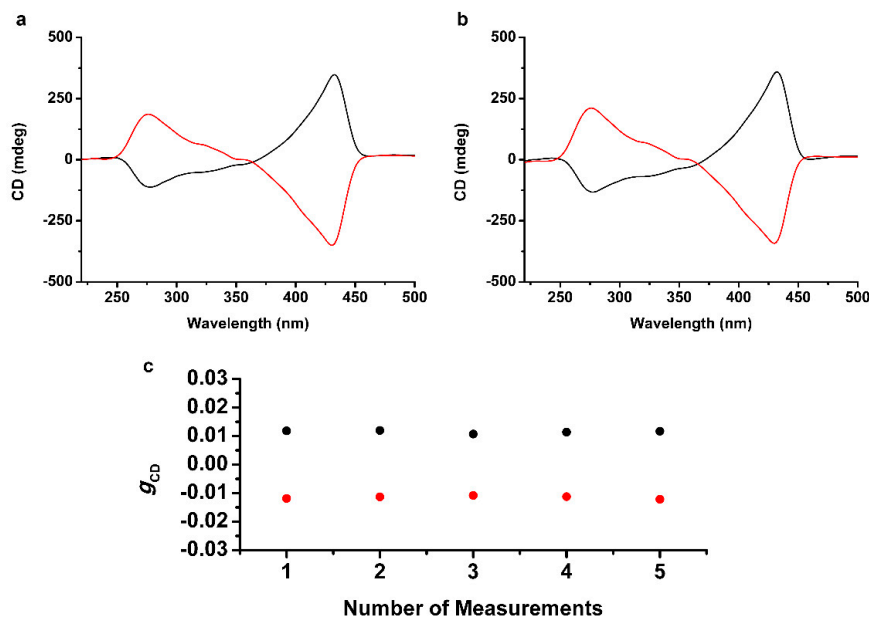 a
500
250
0
-250
-500
CD (mdeg)
250 300 350 400 450 500
Wavelength (nm)
b
500
250
0
-250
-500
CD (mdeg)
250 300 350 400 450 500
Wavelength (nm)
c
0.03
0.02
0.01
0.00
-0.01
-0.02
-0.03
gCD
1 2 3 4 5
Number of Measurements